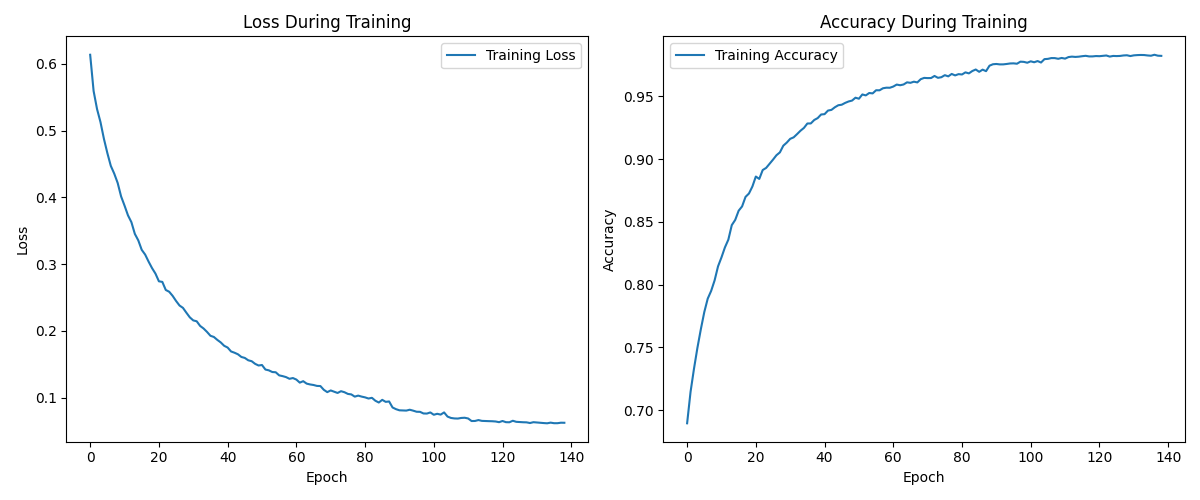 Loss During Training
Training Loss
0.6
0.5
0.4
0.3
0.2
0.1
Loss
0 20 40 60 80 100 120 140
Epoch
Accuracy During Training
Training Accuracy
0.95
0.90
0.85
0.80
0.75
0.70
Accuracy
0 20 40 60 80 100 120 140
Epoch